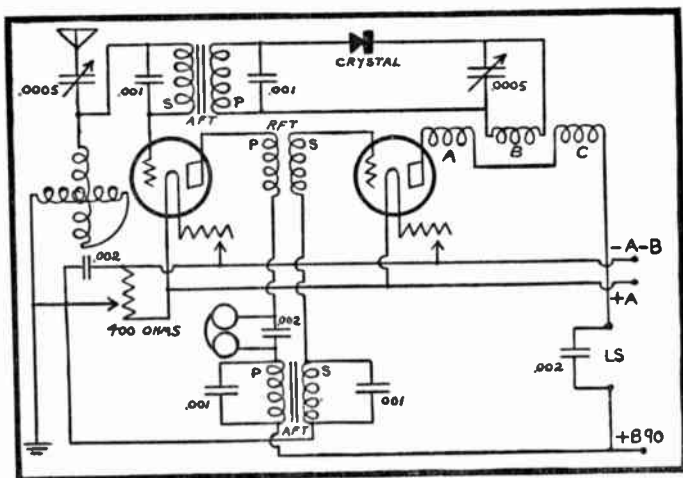 CRYSTAL
.0005
.001
S
P
.001
.0005
AFT
RFT
P
S
A
B
C
.002
-A-B
+A
400 OHMS
.002
.002
LS
P
S
.001
.001
AFT
+B90